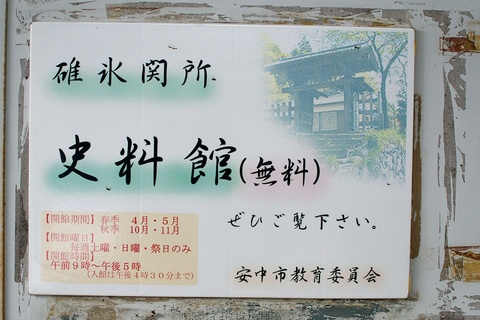 碓氷関所
史料館(無料)
【開館期間】 春季 4月・5月
秋季 10月・11月
【開館曜日】
毎週土曜・日曜・祭日のみ
【開館時間】
午前9時~午後5時
(入館は午後4時30分まで)
ぜひご覧下さい。
安中市教育委員会